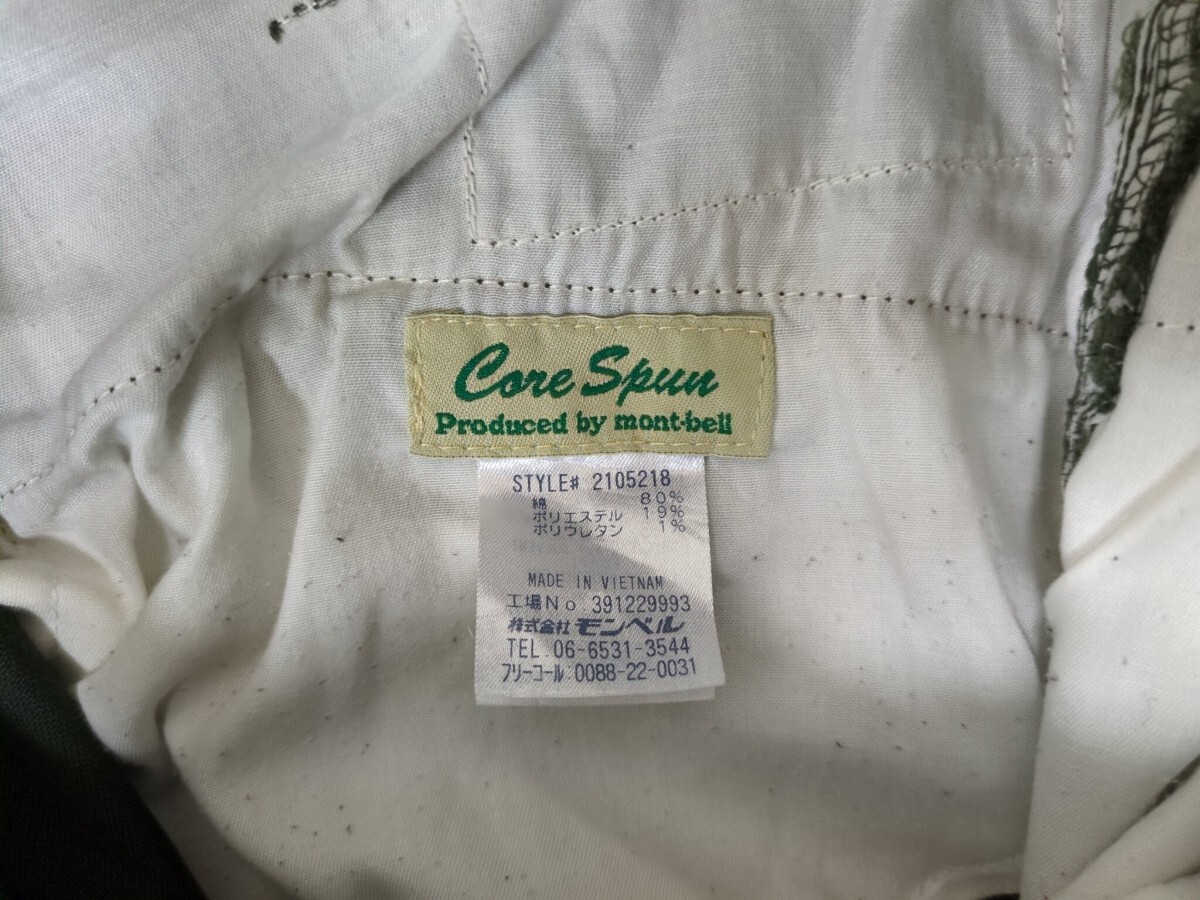 Core Spun
Produced by mont-bell
STYLE# 2105218
綿 80%
ポリエステル 19%
ポリウレタン 1%
MADE IN VIETNAM
工場No. 391229993
株式会社 モンベル
TEL.06-6531-3544
フリーコール:0088-22-0031